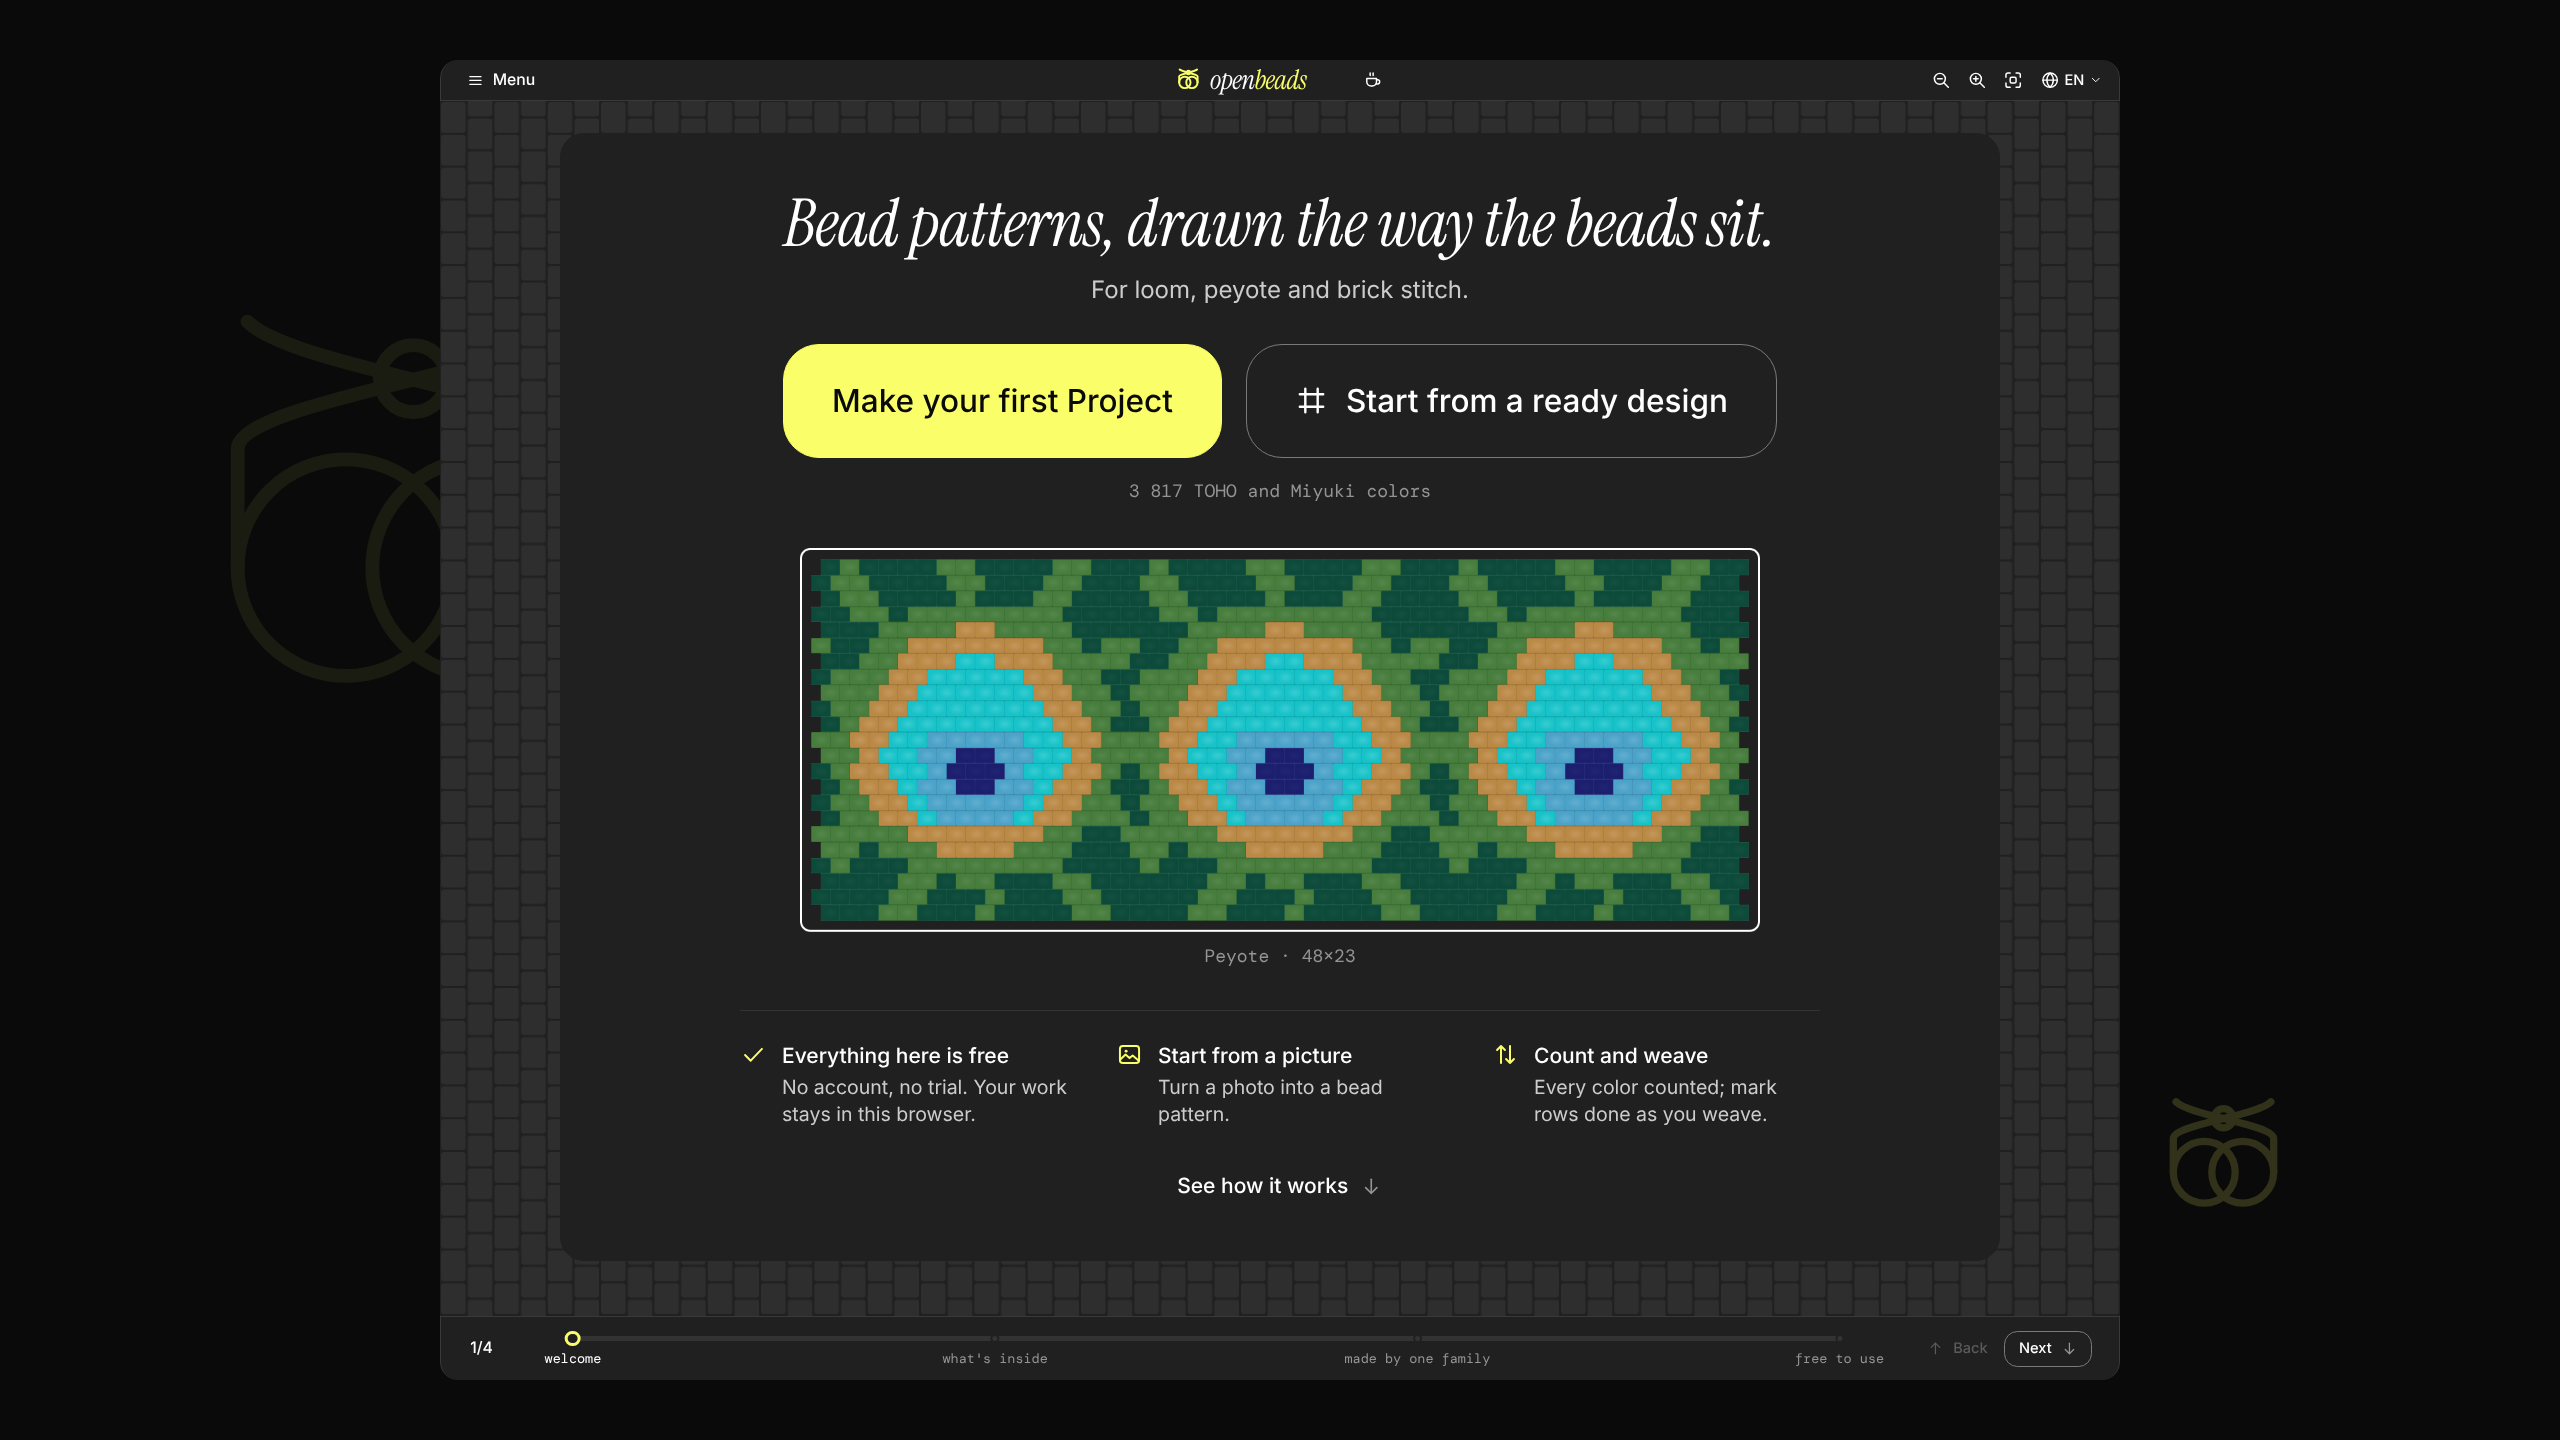 Menu
openbeads
EN
Bead patterns, drawn the way the beads sit.
For loom, peyote and brick stitch.
Make your first Project
Start from a ready design
3 817 TOHO and Miyuki colors
Peyote · 48×23
Everything here is free
No account, no trial. Your work
stays in this browser.
Start from a picture
Turn a photo into a bead
pattern.
Count and weave
Every color counted; mark
rows done as you weave.
See how it works
1/4
welcome
what's inside
made by one family
free to use
Back
Next